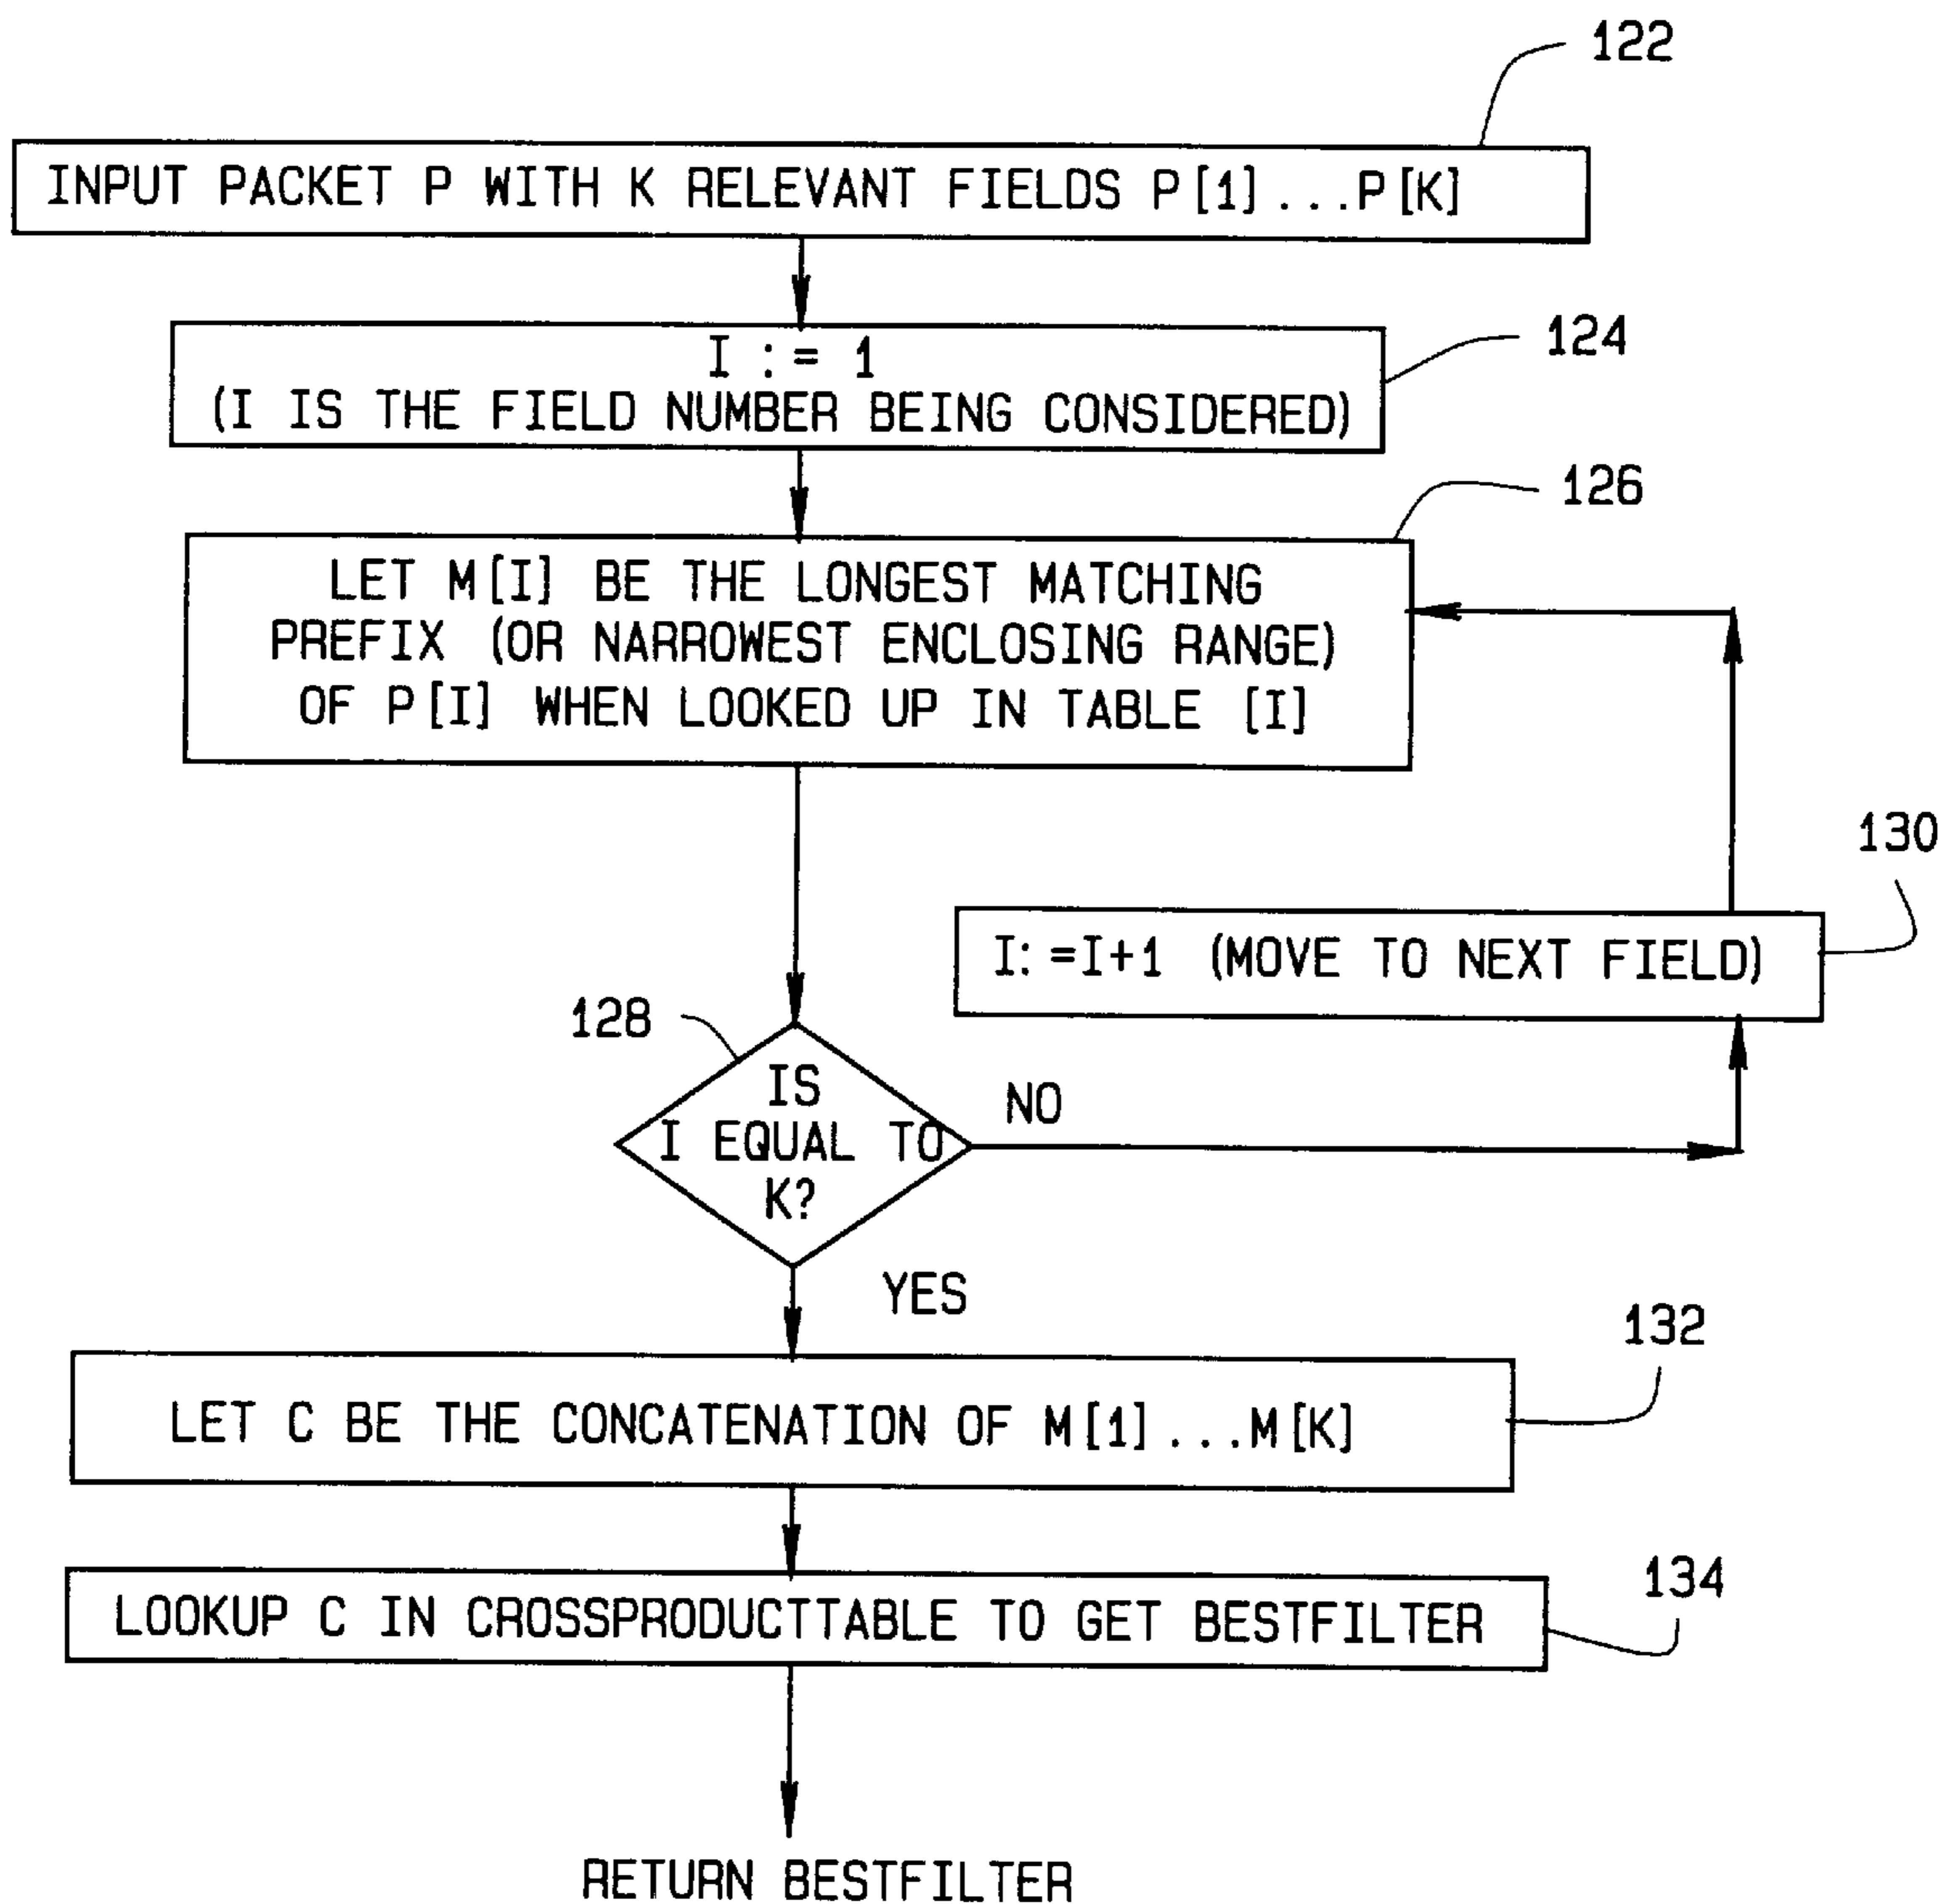 122
INPUT PACKET P WITH K RELEVANT FIELDS P[1]...P[K]
I := 1
(I IS THE FIELD NUMBER BEING CONSIDERED)
124
126
LET M[I] BE THE LONGEST MATCHING
PREFIX (OR NARROWEST ENCLOSING RANGE)
OF P[I] WHEN LOOKED UP IN TABLE [I]
130
I:=I+1 (MOVE TO NEXT FIELD)
128
IS
I EQUAL TO
K?
NO
YES
132
LET C BE THE CONCATENATION OF M[1]...M[K]
134
LOOKUP C IN CROSSPRODUCTTABLE TO GET BESTFILTER
RETURN BESTFILTER